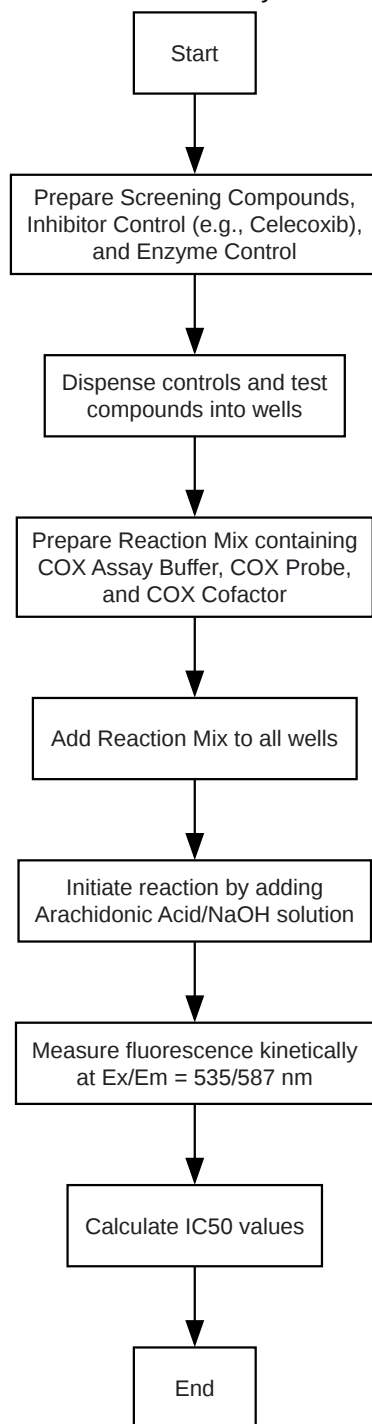 Start
Prepare Screening Compounds,
Inhibitor Control (e.g., Celecoxib),
and Enzyme Control
Dispense controls and test
compounds into wells
Prepare Reaction Mix containing
COX Assay Buffer, COX Probe,
and COX Cofactor
Add Reaction Mix to all wells
Initiate reaction by adding
Arachidonic Acid/NaOH solution
Measure fluorescence kinetically
at Ex/Em = 535/587 nm
Calculate IC50 values
End